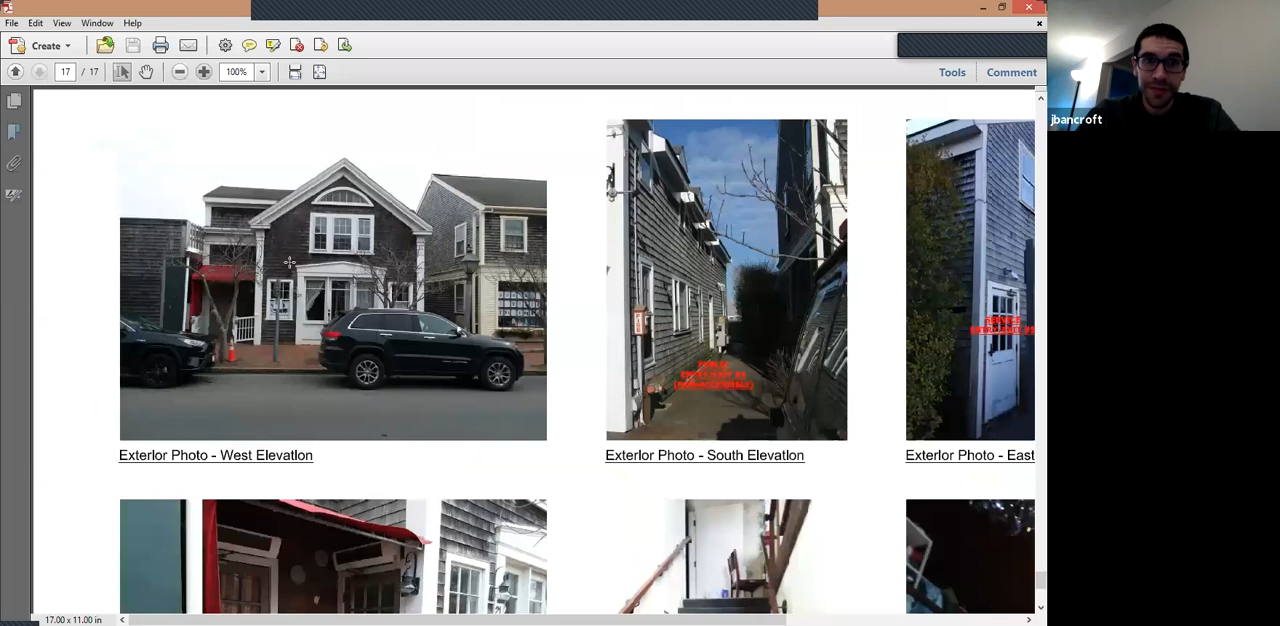 File Edit View Window Help
Create
17 / 17
100%
Tools
Comment
jbancroft
Exterior Photo - West Elevation
Exterior Photo - South Elevation
Exterior Photo - East
17.00 x 11.00 in